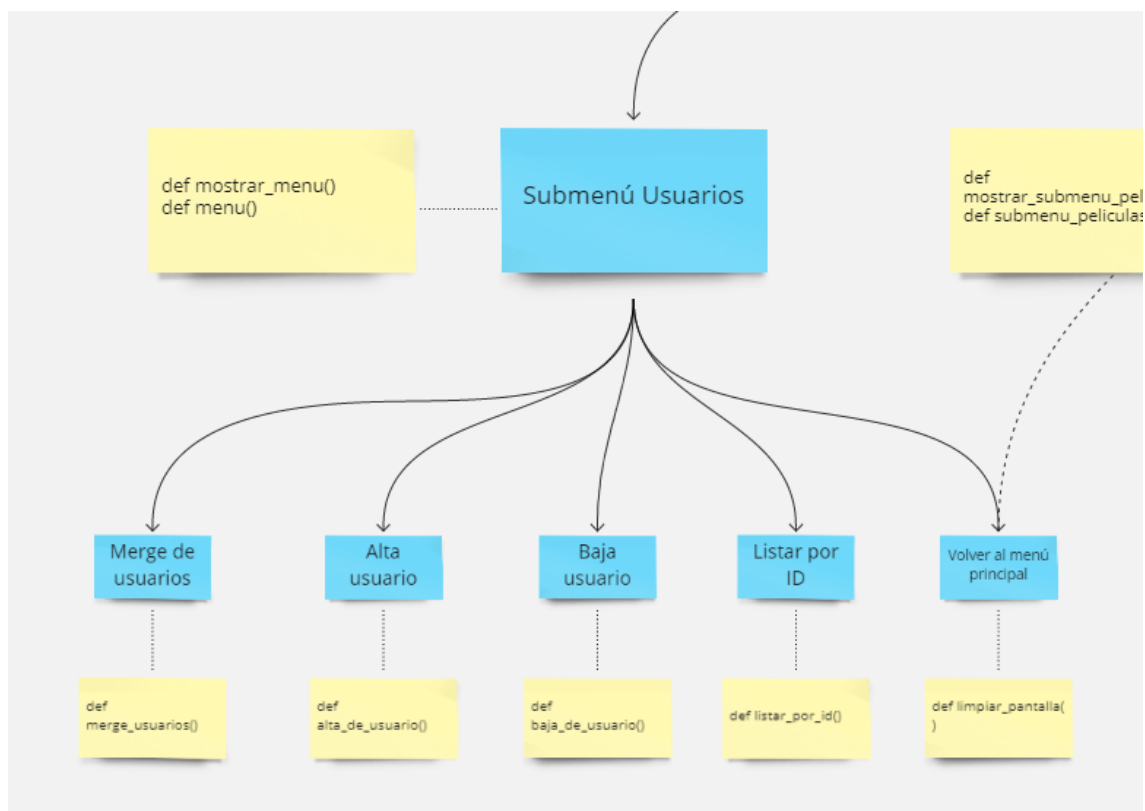 def mostrar_menu()
def menu()
Submenú Usuarios
def
mostrar_submenu_pel
def submenu_peliculas
Merge de
usuarios
Alta
usuario
Baja
usuario
Listar por
ID
Volver al menú
principal
def
merge_usuarios()
def
alta_de_usuario()
def
baja_de_usuario()
def listar_por_id()
def limpiar_pantalla(
)